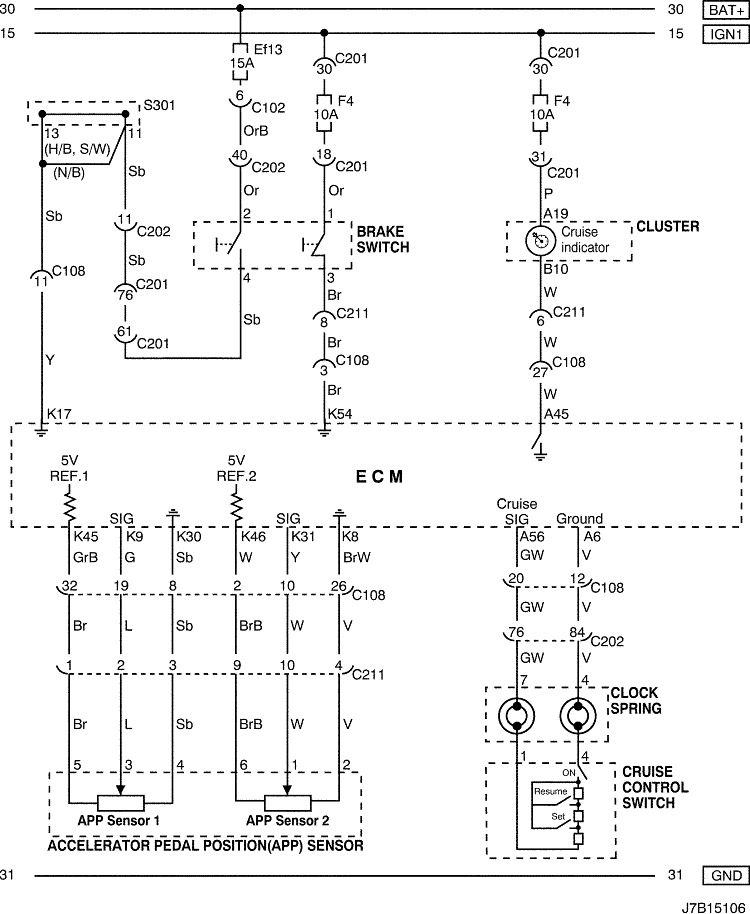 30 30 BAT+
15 15 IGN1
Ef13
15A
C201
30
C201
30
6 C102
F4
10A
F4
10A
S301
13 11
(H/B, S/W)
(N/B)
OrB
40
C202
18
C201
31
C201
Sb
Or
Or
P
Sb
2
1
A19
11
C202
BRAKE
SWITCH
Cruise
indicator
CLUSTER
Sb
C108
11
76
C201
4
3
B10
Br
W
61
C201
Sb
8
C211
6
C211
Br
W
Y
3
C108
27
C108
Br
W
K17
K54
A45
5V
REF.1
5V
REF.2
ECM
SIG
SIG
Cruise
SIG
Ground
K45 K9 K30 K46 K31 K8 A56 A6
GrB G Sb W Y BrW GW V
32 19 8 2 10 26 C108
20 12 C108
Br L Sb BrB W V
GW V
76 84 C202
1 2 3 9 10 4 C211
GW V
7 4
CLOCK
SPRING
Br L Sb BrB W V
5 3 4 6 1 2
1 4
ON
Resume
Set
CRUISE
CONTROL
SWITCH
APP Sensor 1
APP Sensor 2
ACCELERATOR PEDAL POSITION(APP) SENSOR
31 31 GND
J7B15106